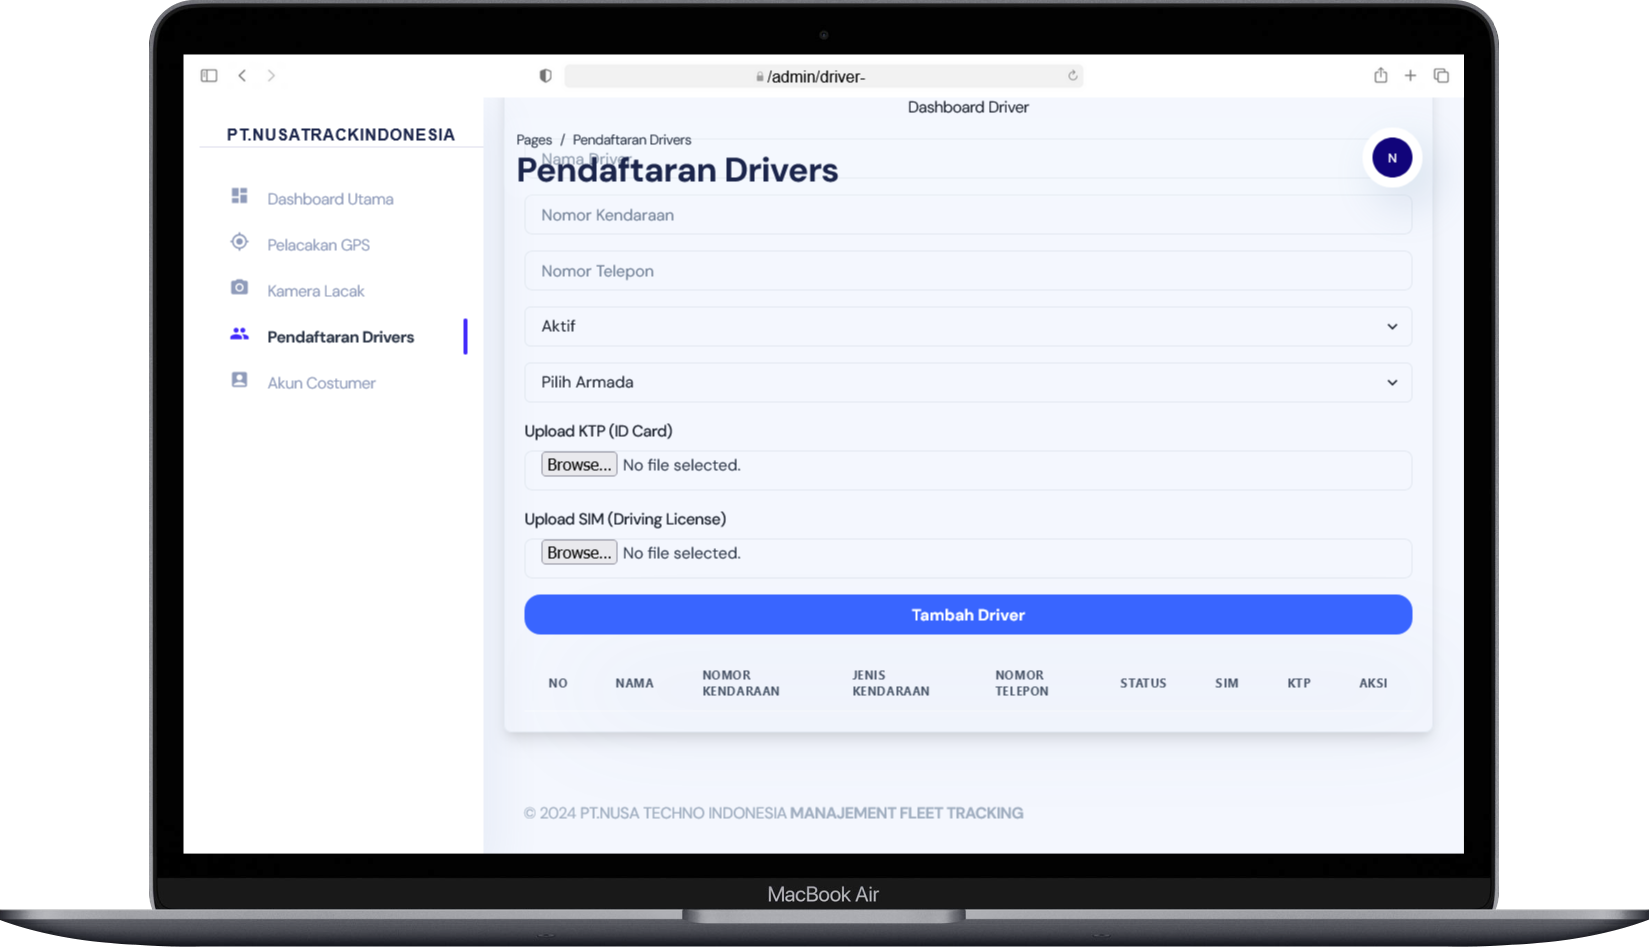 /admin/driver-
PT.NUSATRACKINDONESIA
Dashboard Utama
Pelacakan GPS
Kamera Lacak
Pendaftaran Drivers
Akun Costumer
Dashboard Driver
Pages / Pendaftaran Drivers
Nama Driver
Pendaftaran Drivers
N
Nomor Kendaraan
Nomor Telepon
Aktif
Pilih Armada
Upload KTP (ID Card)
Browse... No file selected.
Upload SIM (Driving License)
Browse... No file selected.
Tambah Driver
NO NAMA NOMOR KENDARAAN JENIS KENDARAAN NOMOR TELEPON STATUS SIM KTP AKSI
© 2024 PT.NUSA TECHNO INDONESIA MANAJEMENT FLEET TRACKING
MacBook Air